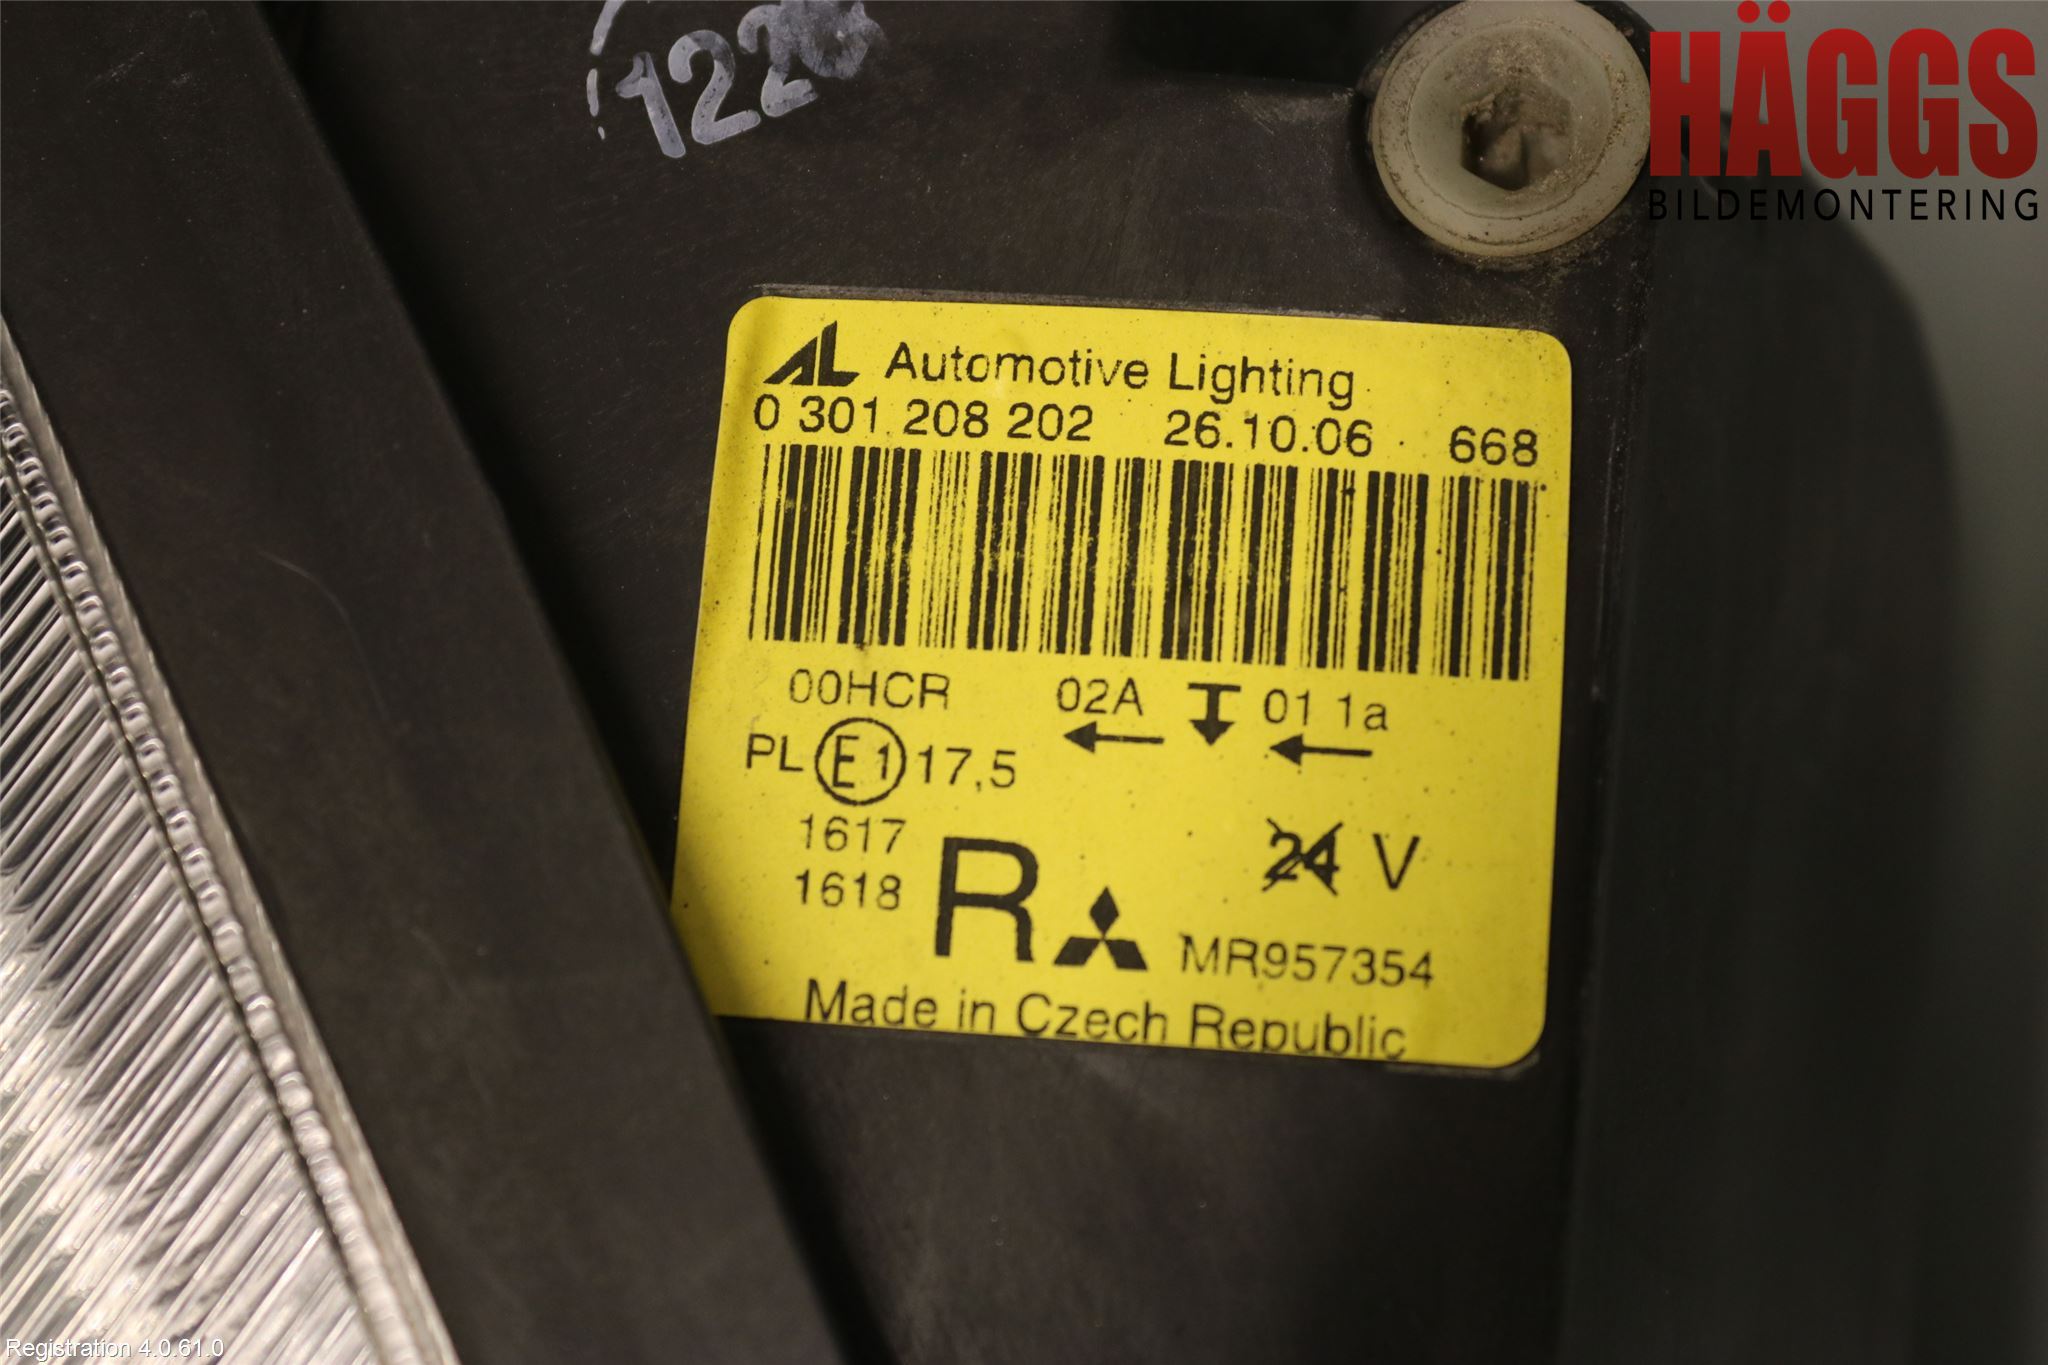 HÄGGS
BILDEMONTERING
AL Automotive Lighting
0 301 208 202 26.10.06 668
00HCR 02A 01 1a
PL E1 17,5
1617
1618
R 24 V
MR957354
Made in Czech Republic
Registration 4.0.61.0